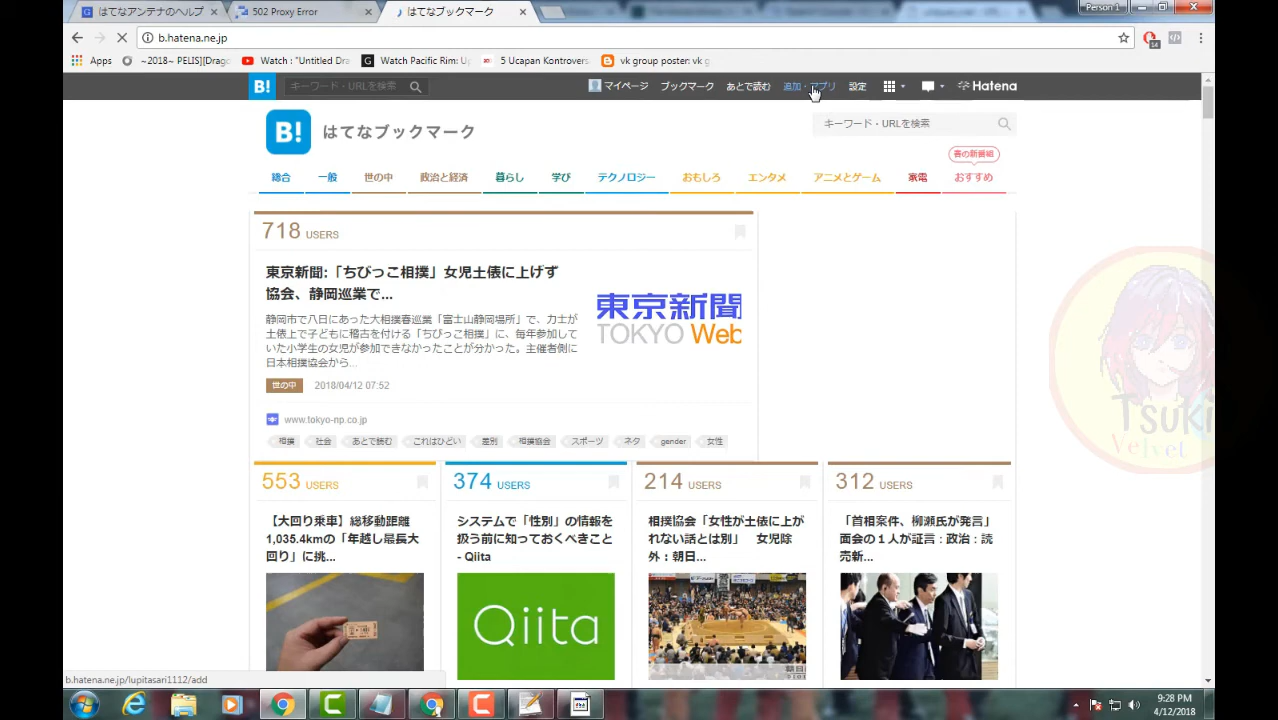 はてなアンテナのヘルプ
502 Proxy Error
はてなブックマーク
Person 1
b.hatena.ne.jp
14
Apps
~2018~ PELIS][Drago
Watch : "Untitled Dra
Watch Pacific Rim: Up
5 Ucapan Kontrovers
vk group poster: vk g
B!
キーワード・URLを検索
マイページ
ブックマーク
あとで読む
追加・アプリ
設定
Hatena
B!
はてなブックマーク
キーワード・URLを検索
春の新番組
総合
一般
世の中
政治と経済
暮らし
学び
テクノロジー
おもしろ
エンタメ
アニメとゲーム
家電
おすすめ
718 USERS
東京新聞:「ちびっこ相撲」女児土俵に上げず
協会、静岡巡業で...
静岡市で八日にあった大相撲春巡業「富士山静岡場所」で、力士が
土俵上で子どもに稽古を付ける「ちびっこ相撲」に、毎年参加して
いた小学生の女児が参加できなかったことが分かった。主催者側に
日本相撲協会から...
東京新聞
TOKYO Web
世の中
2018/04/12 07:52
www.tokyo-np.co.jp
相撲
社会
あとで読む
これはひどい
差別
相撲協会
スポーツ
ネタ
gender
女性
Tsuki
Velvet
553 USERS
374 USERS
214 USERS
312 USERS
【大回り乗車】総移動距離
1,035.4kmの「年越し最長大
回り」に挑...
システムで「性別」の情報を
扱う前に知っておくべきこと
- Qiita
相撲協会「女性が土俵に上が
れない話とは別」　女児除
外：朝日...
「首相案件、柳瀬氏が発言」
面会の１人が証言 : 政治 : 読
売新...
Qiita
朝日
b.hatena.ne.jp/lupitasari1112/add
9:28 PM
4/12/2018